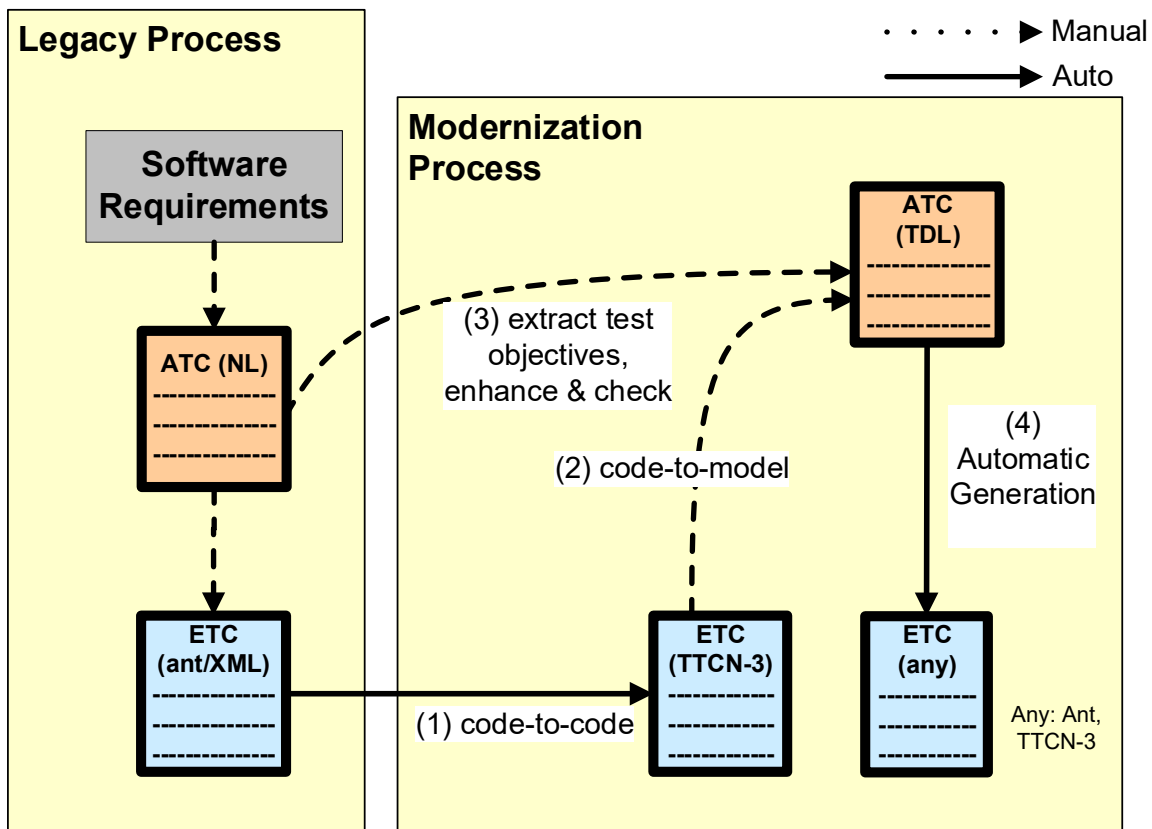 Legacy Process
Manual
Auto
Software
Requirements
ATC (NL)
ETC
(ant/XML)
Modernization
Process
ATC
(TDL)
(3) extract test
objectives,
enhance & check
(2) code-to-model
(4)
Automatic
Generation
(1) code-to-code
ETC
(TTCN-3)
ETC
(any)
Any: Ant,
TTCN-3